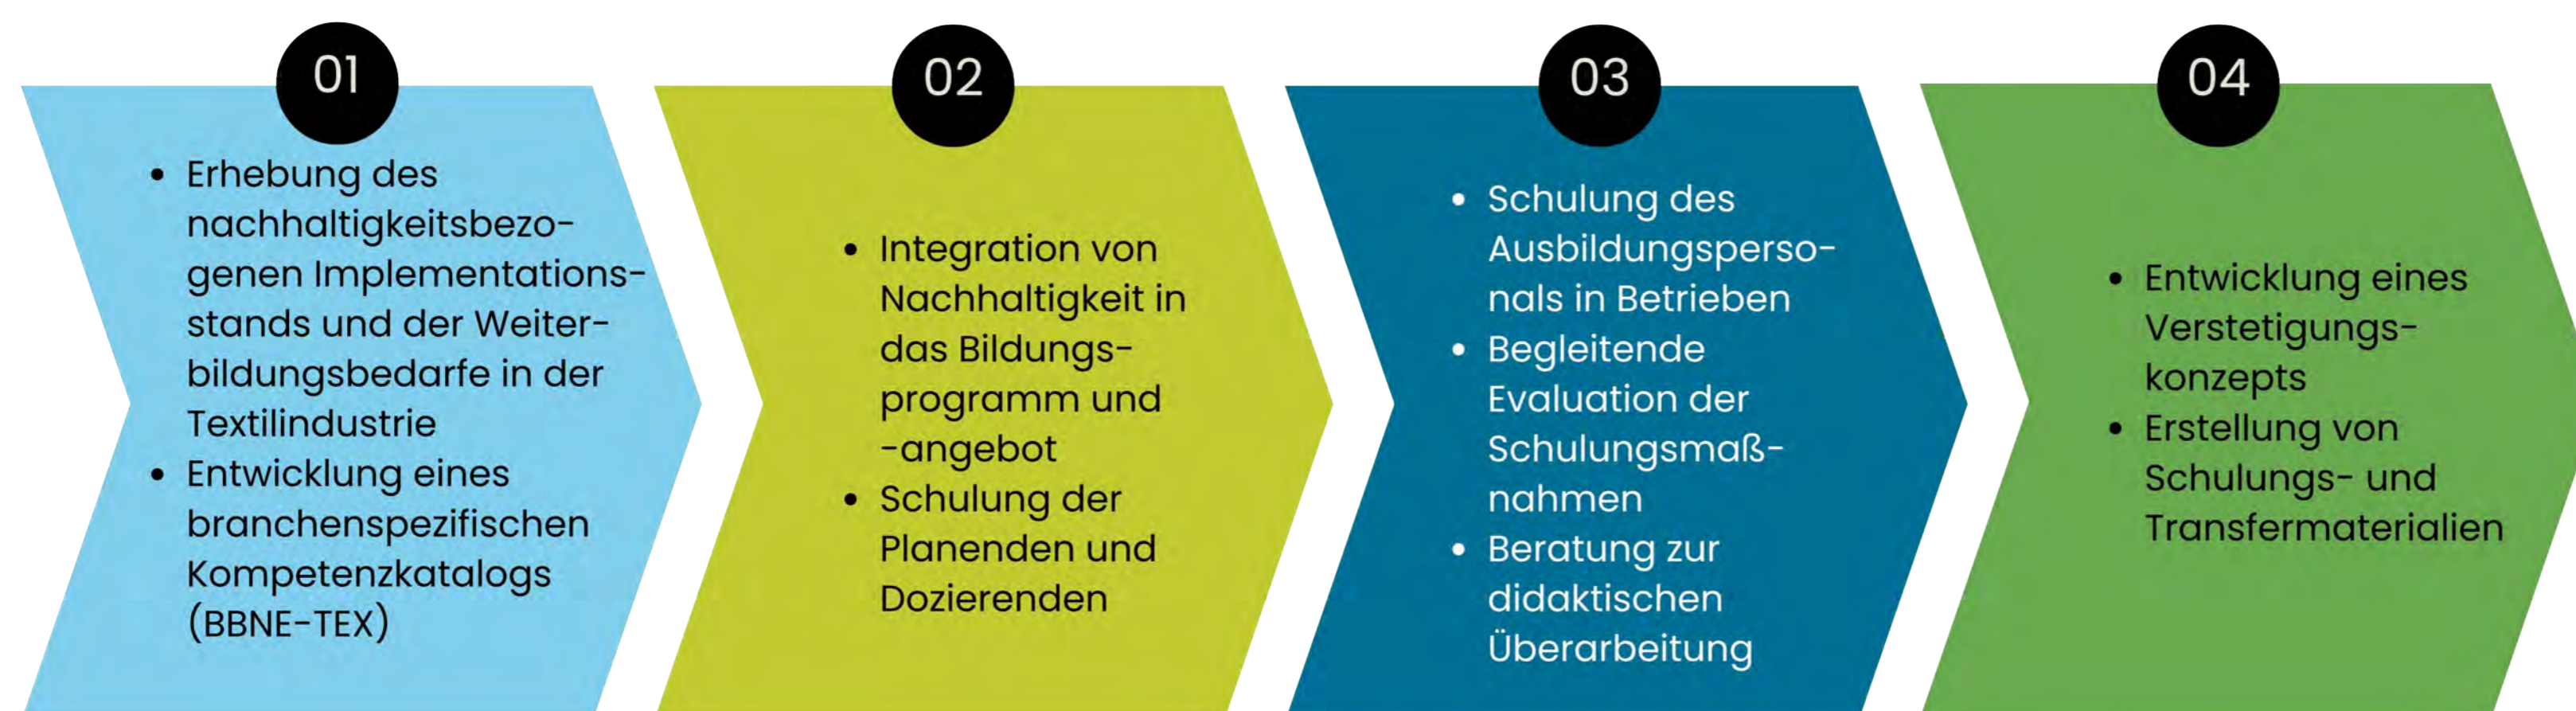 01
• Erhebung des
nachhaltigkeitsbezo-
genen Implementations-
stands und der Weiter-
bildungsbedarfe in der
Textilindustrie
• Entwicklung eines
branchenspezifischen
Kompetenzkatalogs
(BBNE-TEX)
02
• Integration von
Nachhaltigkeit in
das Bildungs-
programm und
-angebot
• Schulung der
Planenden und
Dozierenden
03
• Schulung des
Ausbildungsperso-
nals in Betrieben
• Begleitende
Evaluation der
Schulungsmaß-
nahmen
• Beratung zur
didaktischen
Überarbeitung
04
• Entwicklung eines
Verstetigungs-
konzepts
• Erstellung von
Schulungs- und
Transfermaterialien